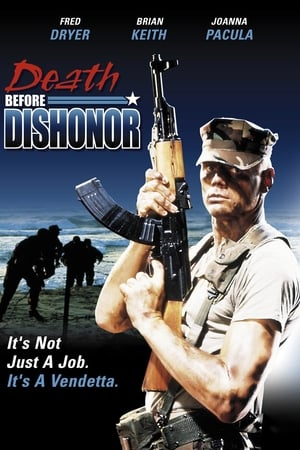 FRED DRYER
BRIAN KEITH
JOANNA PACULA
Death
BEFORE
DISHONOR
It's Not
Just A Job.
It's A Vendetta.